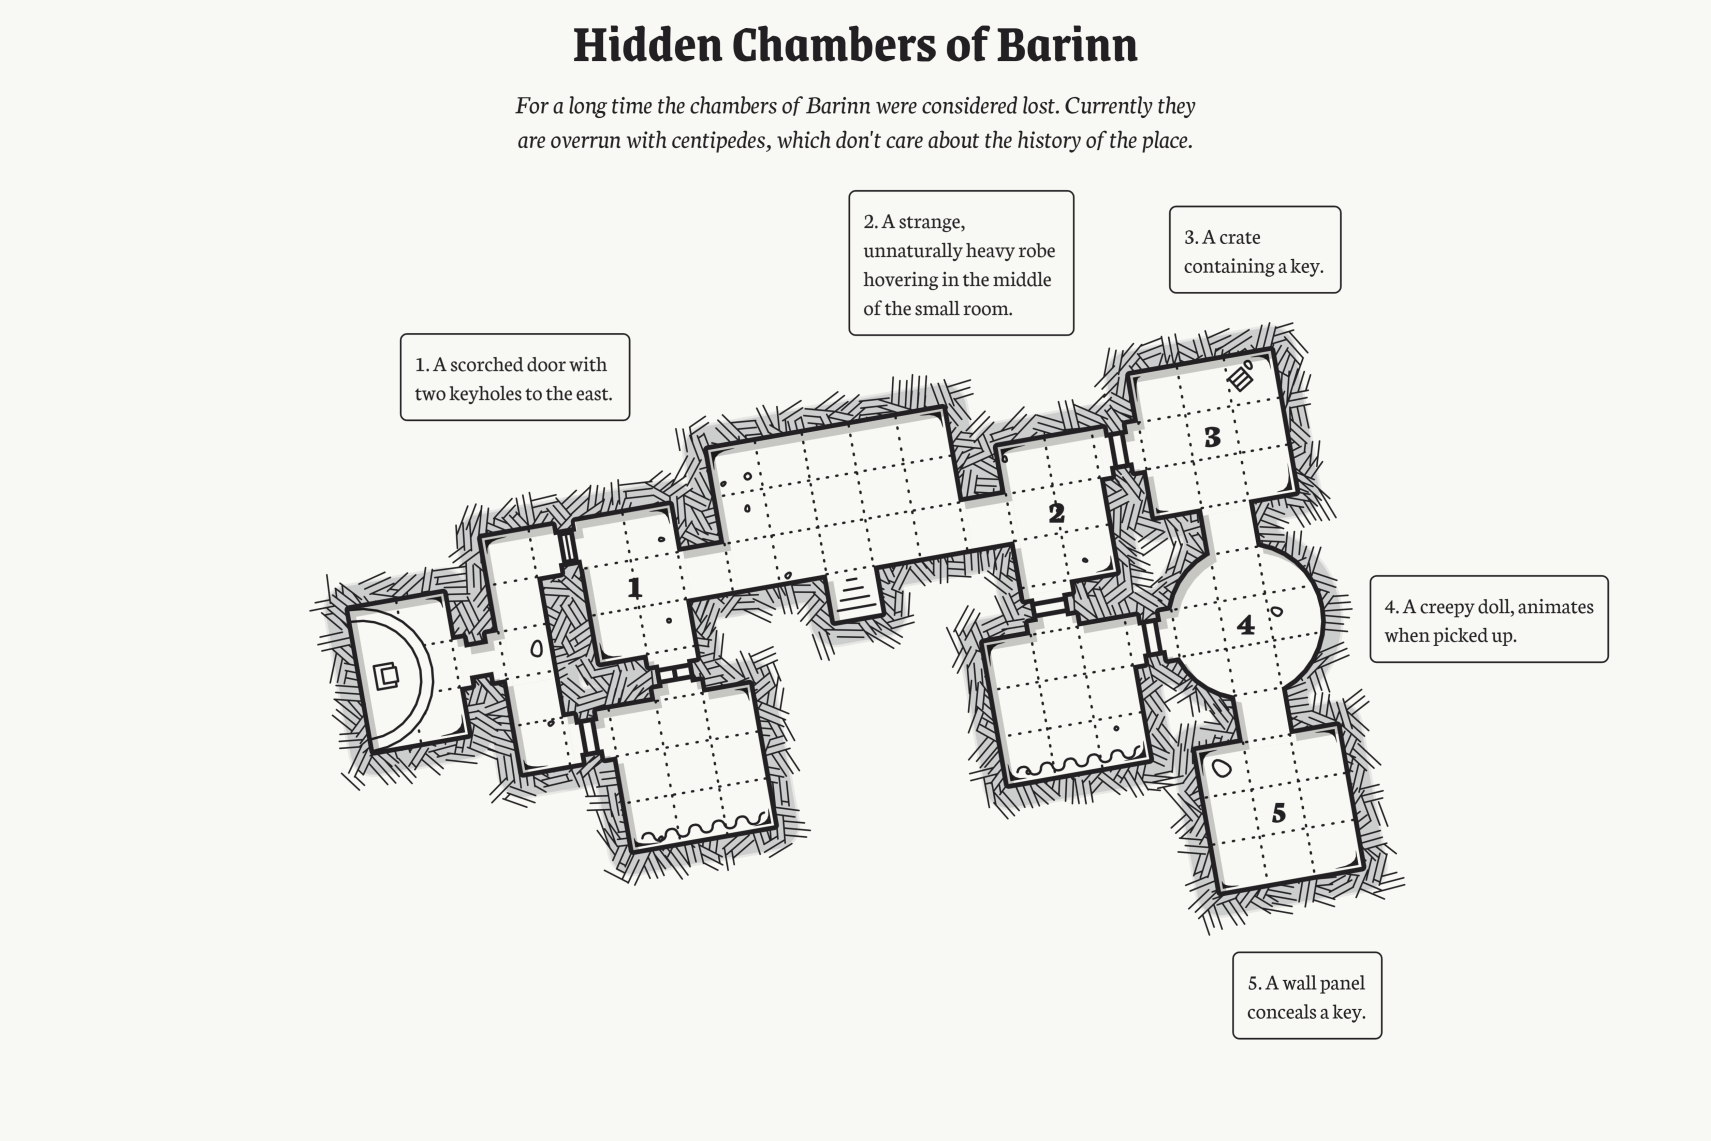 Hidden Chambers of Barinn
For a long time the chambers of Barinn were considered lost. Currently they
are overrun with centipedes, which don't care about the history of the place.
2. A strange,
unnaturally heavy robe
hovering in the middle
of the small room.
3. A crate
containing a key.
1. A scorched door with
two keyholes to the east.
3
2
1
4
4. A creepy doll, animates
when picked up.
5
5. A wall panel
conceals a key.